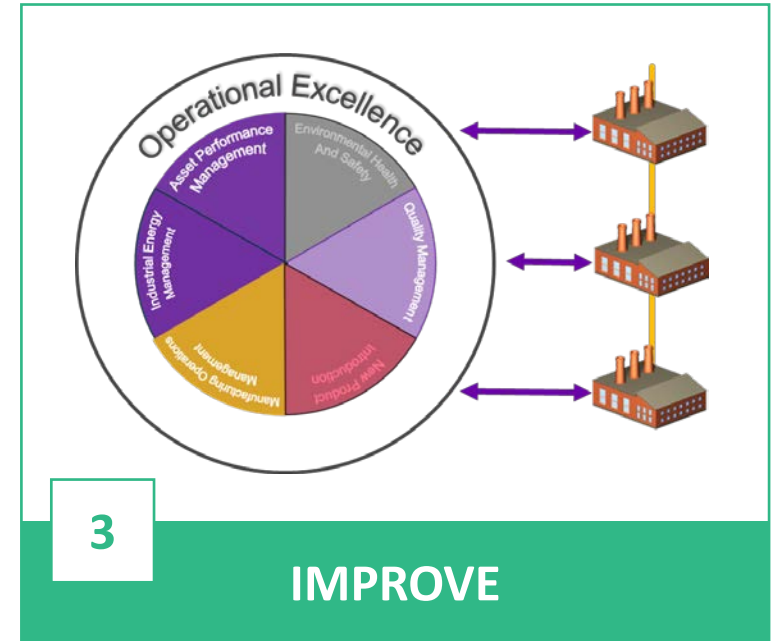 Operational Excellence
Asset Performance
Management
Environmental Health
And Safety
Industrial Energy
Management
Quality Management
Manufacturing Operations
Management
New Product
Introduction
3
IMPROVE